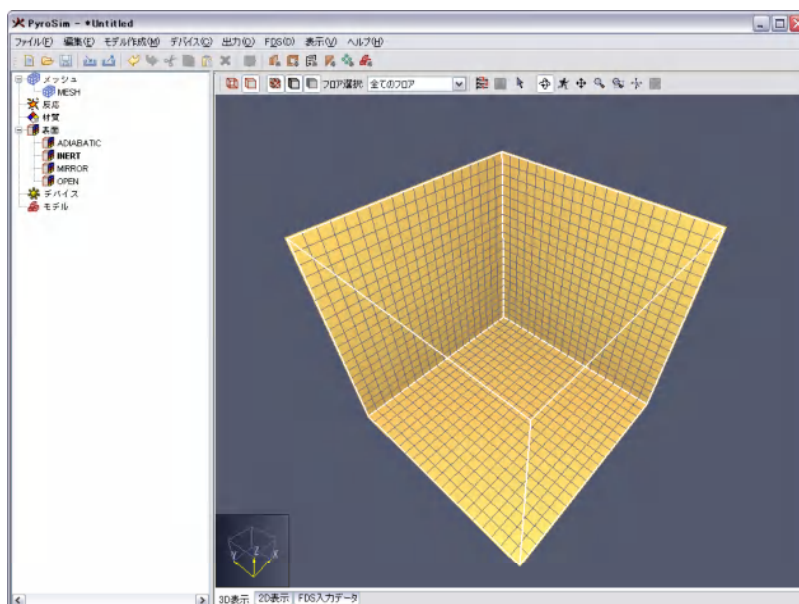 PyroSim - *Untitled
ファイル(F) 編集(E) モデル作成(M) デバイス(C) 出力(O) FDS(D) 表示(V) ヘルプ(H)
フロア選択: 全てのフロア
メッシュ
MESH
反応
材質
表面
ADIABATIC
INERT
MIRROR
OPEN
デバイス
モデル
Y Z X
3D表示 2D表示 FDS入力データ